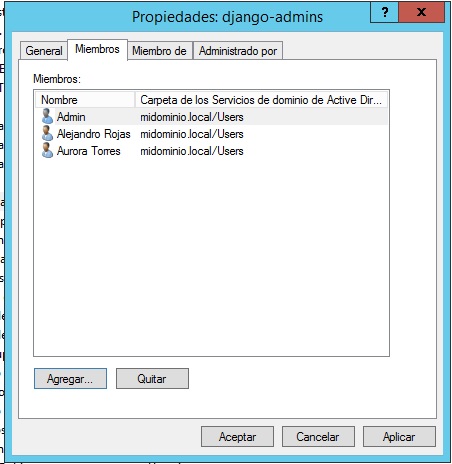 Propiedades: django-admins
? x
General Miembros Miembro de Administrado por
Miembros:
Nombre Carpeta de los Servicios de dominio de Active Dir...
Admin midominio.local/Users
Alejandro Rojas midominio.local/Users
Aurora Torres midominio.local/Users
Agregar... Quitar
Aceptar Cancelar Aplicar